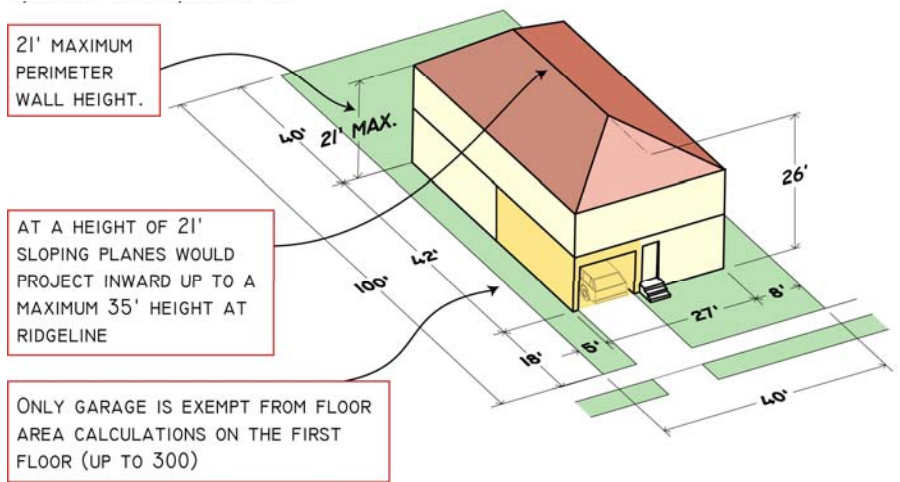 21' MAXIMUM
PERIMETER
WALL HEIGHT.
40'
21' MAX.
26'
AT A HEIGHT OF 21'
SLOPING PLANES WOULD
PROJECT INWARD UP TO A
MAXIMUM 35' HEIGHT AT
RIDGELINE
42'
100'
27'
8'
18'
5'
40'
ONLY GARAGE IS EXEMPT FROM FLOOR
AREA CALCULATIONS ON THE FIRST
FLOOR (UP TO 300)